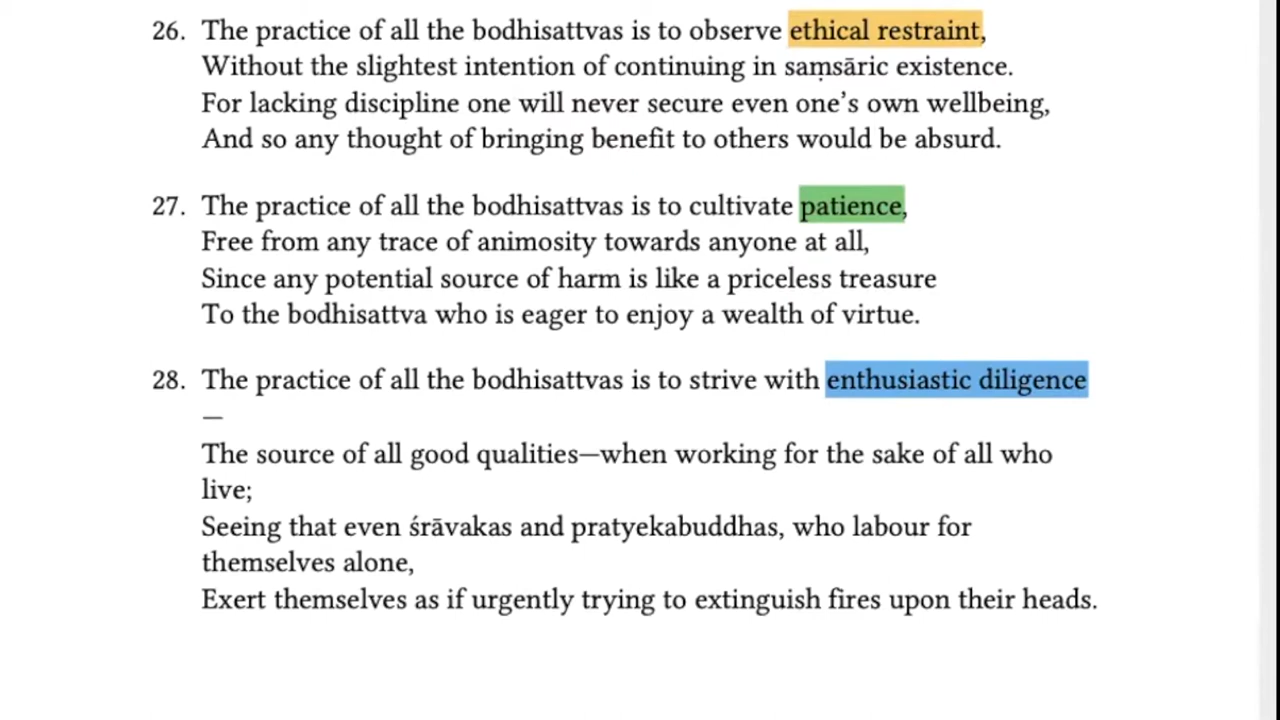 26. The practice of all the bodhisattvas is to observe ethical restraint,
Without the slightest intention of continuing in saṃsāric existence.
For lacking discipline one will never secure even one’s own wellbeing,
And so any thought of bringing benefit to others would be absurd.
27. The practice of all the bodhisattvas is to cultivate patience,
Free from any trace of animosity towards anyone at all,
Since any potential source of harm is like a priceless treasure
To the bodhisattva who is eager to enjoy a wealth of virtue.
28. The practice of all the bodhisattvas is to strive with enthusiastic diligence
—
The source of all good qualities—when working for the sake of all who
live;
Seeing that even śrāvakas and pratyekabuddhas, who labour for
themselves alone,
Exert themselves as if urgently trying to extinguish fires upon their heads.